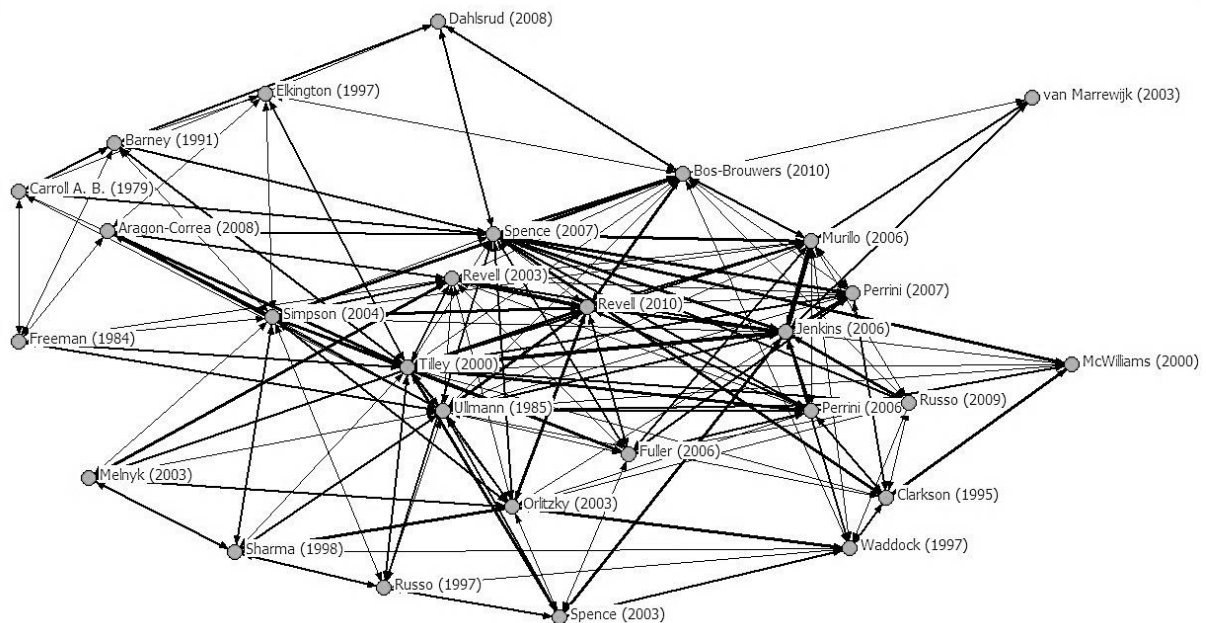 Dahlsrud (2008)
Elkington (1997)
van Marrewijk (2003)
Barney (1991)
Bos-Brouwers (2010)
Carroll A. B. (1979)
Aragon-Correa (2008)
Spence (2007)
Murillo (2006)
Revell (2003)
Perrini (2007)
Revell (2010)
Simpson (2004)
Jenkins (2006)
Freeman (1984)
Tilley (2000)
McWilliams (2000)
Russo (2009)
Ullmann (1985)
Perrini (2006
Fuller (2006)
Melnyk (2003)
Clarkson (1995)
Orlitzky (2003)
Waddock (1997)
Sharma (1998)
Russo (1997)
Spence (2003)